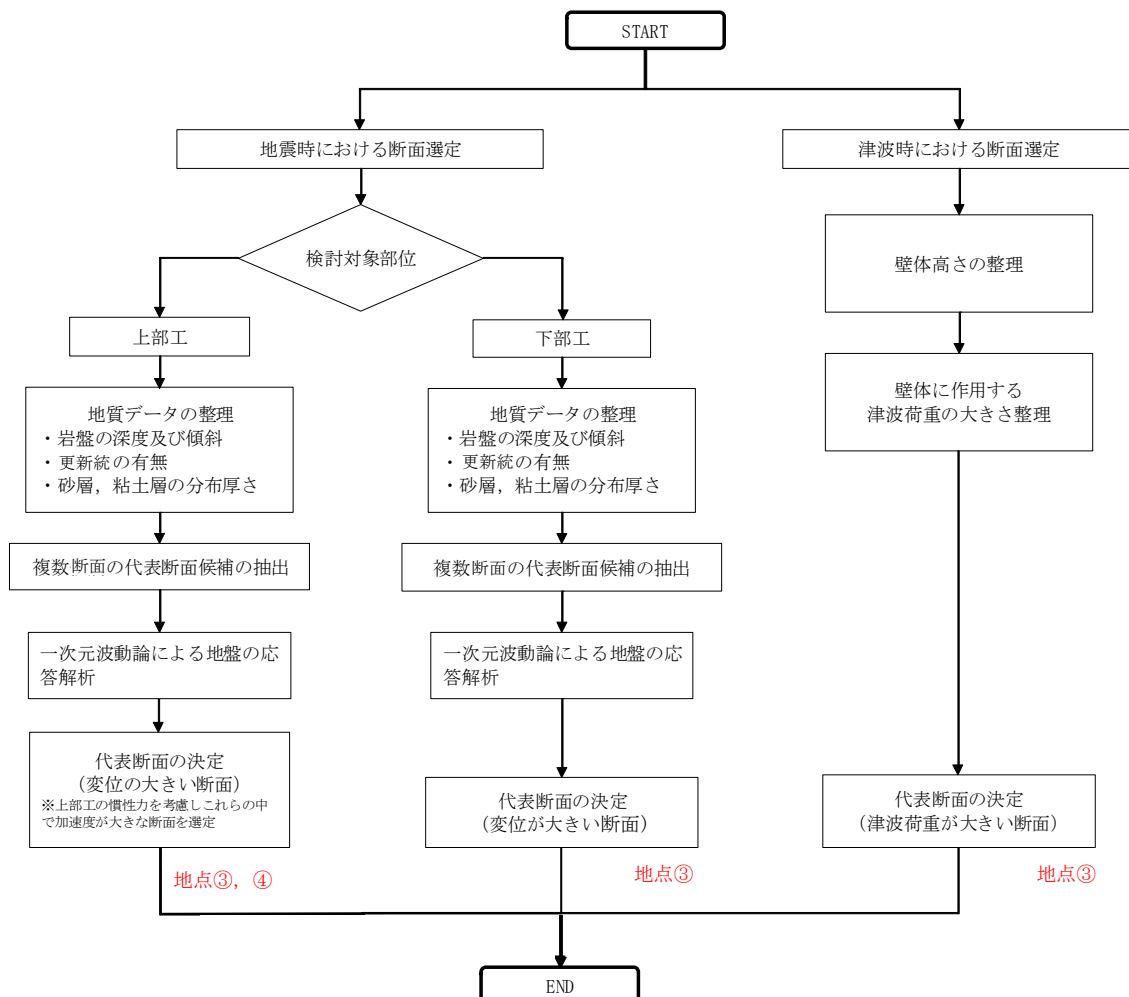 START
地震時における断面選定
津波時における断面選定
検討対象部位
壁体高さの整理
上部工
下部工
壁体に作用する
津波荷重の大きさ整理
地質データの整理
・岩盤の深度及び傾斜
・更新統の有無
・砂層，粘土層の分布厚さ
地質データの整理
・岩盤の深度及び傾斜
・更新統の有無
・砂層，粘土層の分布厚さ
複数断面の代表断面候補の抽出
複数断面の代表断面候補の抽出
一次元波動論による地盤の応
答解析
一次元波動論による地盤の応
答解析
代表断面の決定
（変位の大きい断面）
※上部工の慣性力を考慮しこれらの中
で加速度が大きな断面を選定
代表断面の決定
（変位が大きい断面）
代表断面の決定
（津波荷重が大きい断面）
地点③，④
地点③
地点③
END